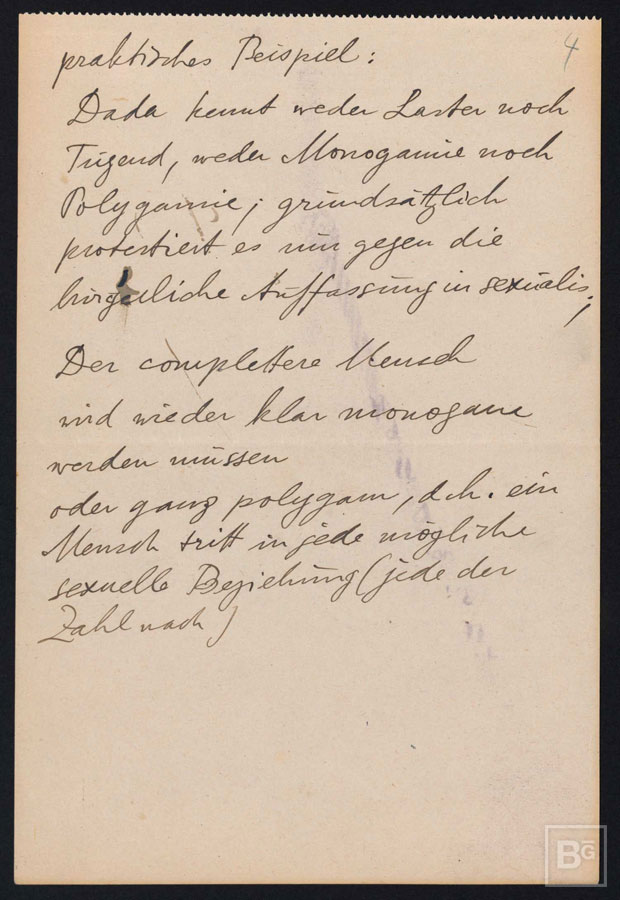 4
praktisches Beispiel:
Dada kennt weder Laster noch
Tugend, weder Monogamie noch
Polygamie; grundsätzlich
protestiert es nur gegen die
bürgerliche Auffassung in sexualis;
Der complettere Mensch
wird wieder klar monogam
werden müssen
oder ganz polygam, d.h. ein
Mensch tritt in jede mögliche
sexuelle Beziehung (jede der
Zahl nach)
BG